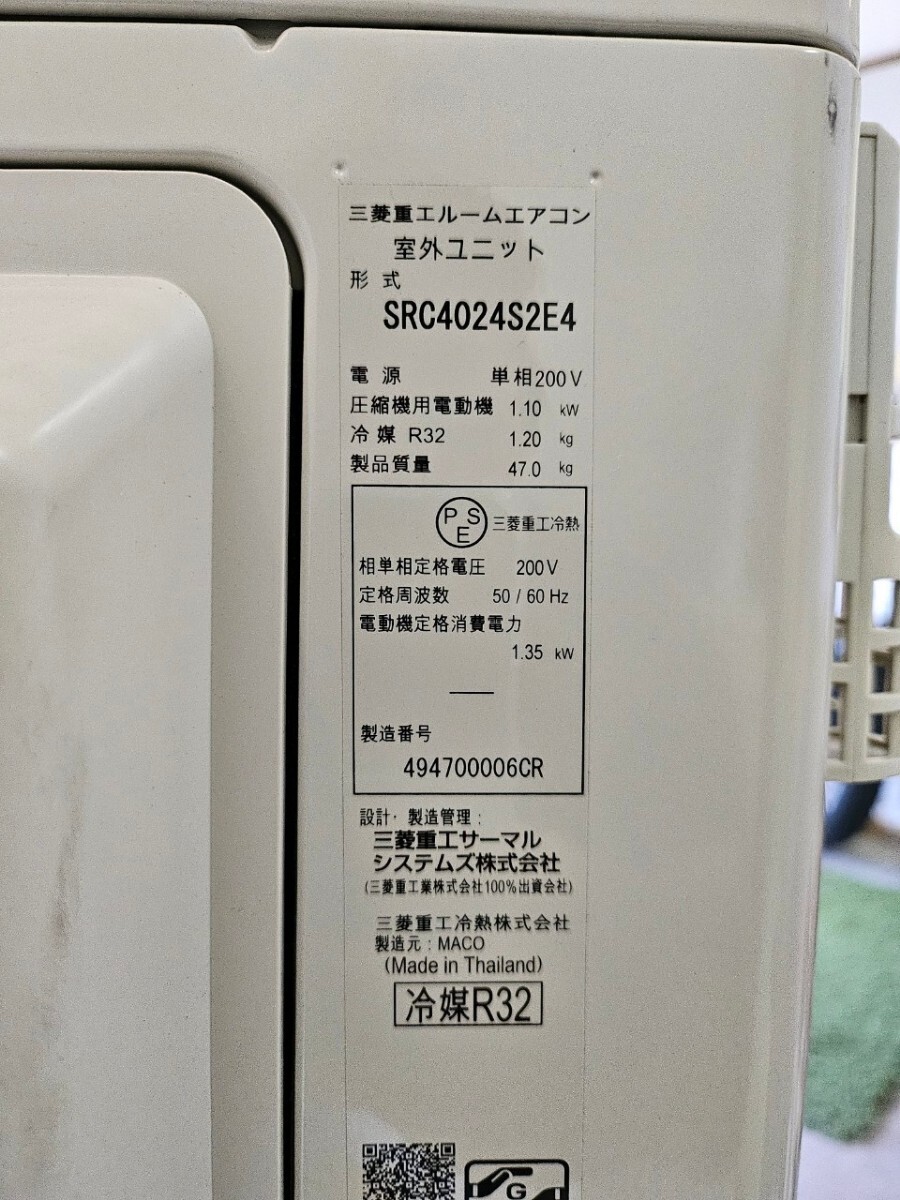 三菱重工ルームエアコン
室外ユニット
形 式
SRC4024S2E4
電 源 単相200V
圧縮機用電動機 1.10 kW
冷 媒 R32 1.20 kg
製品質量 47.0 kg
PSE 三菱重工冷熱
相単相定格電圧 200V
定格周波数 50 / 60 Hz
電動機定格消費電力
1.35 kW
製造番号
494700006CR
設計・製造管理:
三菱重工サーマル
システムズ株式会社
(三菱重工業株式会社100%出資会社)
三菱重工冷熱株式会社
製造元:MACO
(Made in Thailand)
冷媒R32
G